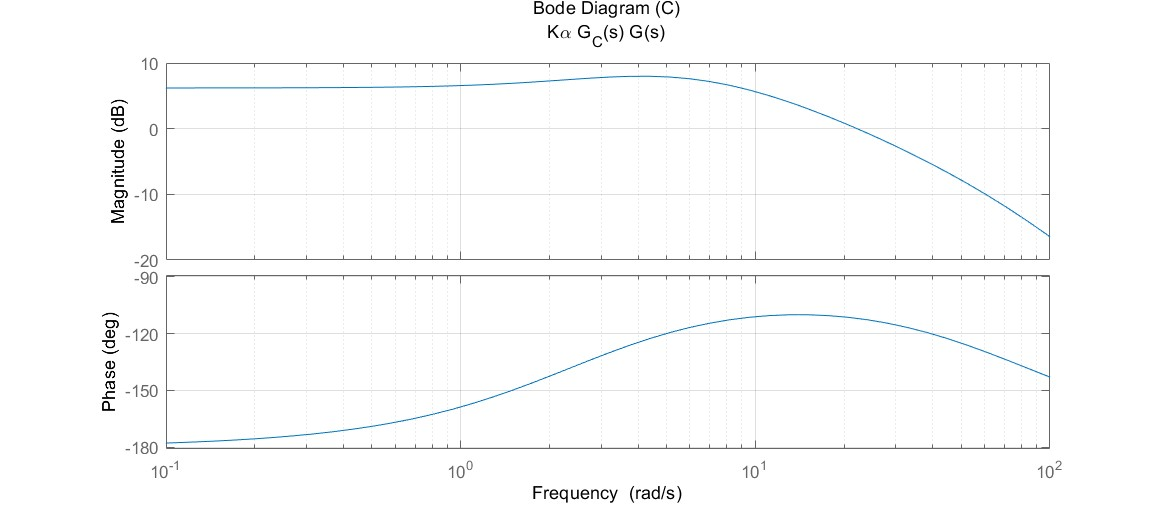 Bode Diagram (C)
Kα G_C(s) G(s)
Magnitude (dB)
10
0
-10
-20
Phase (deg)
-90
-120
-150
-180
10^-1
10^0
10^1
10^2
Frequency (rad/s)